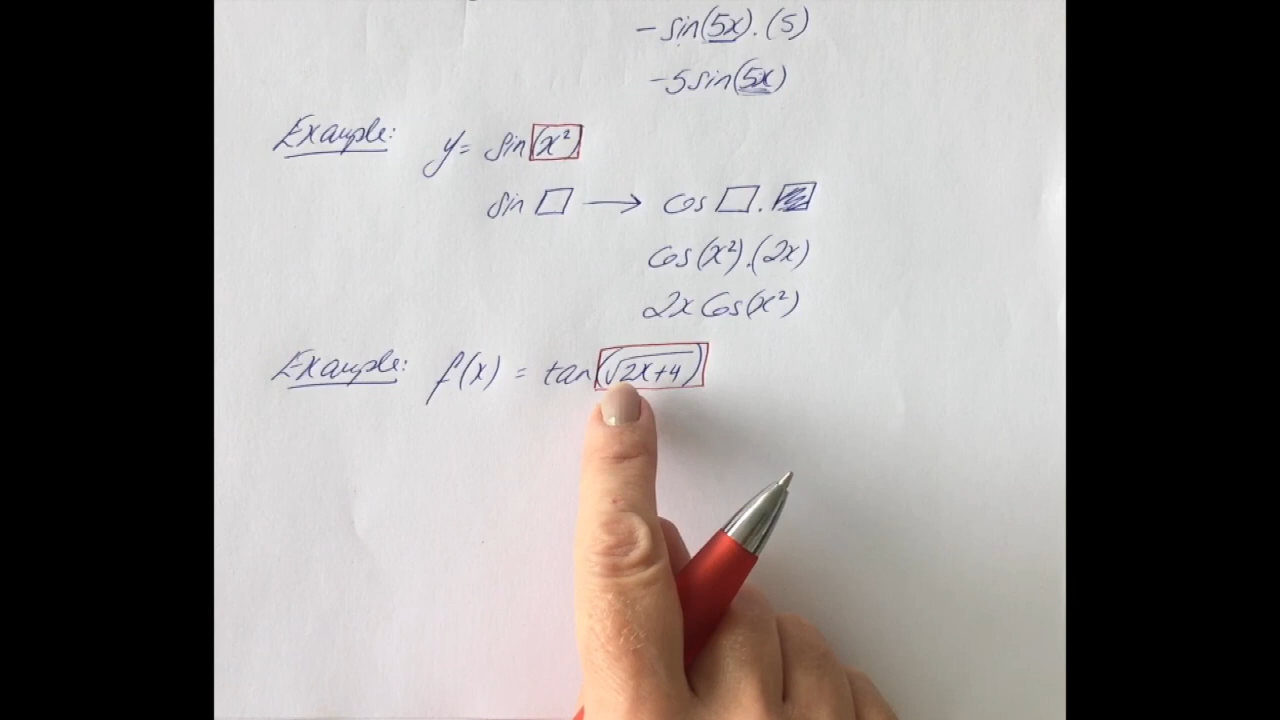 -sin(5x).(5)
-5sin(5x)
Example: y= sin(x²)
sin □ → cos □.■
cos(x²).(2x)
2x Cos(x²)
Example: f(x) = tan(√2x+4)